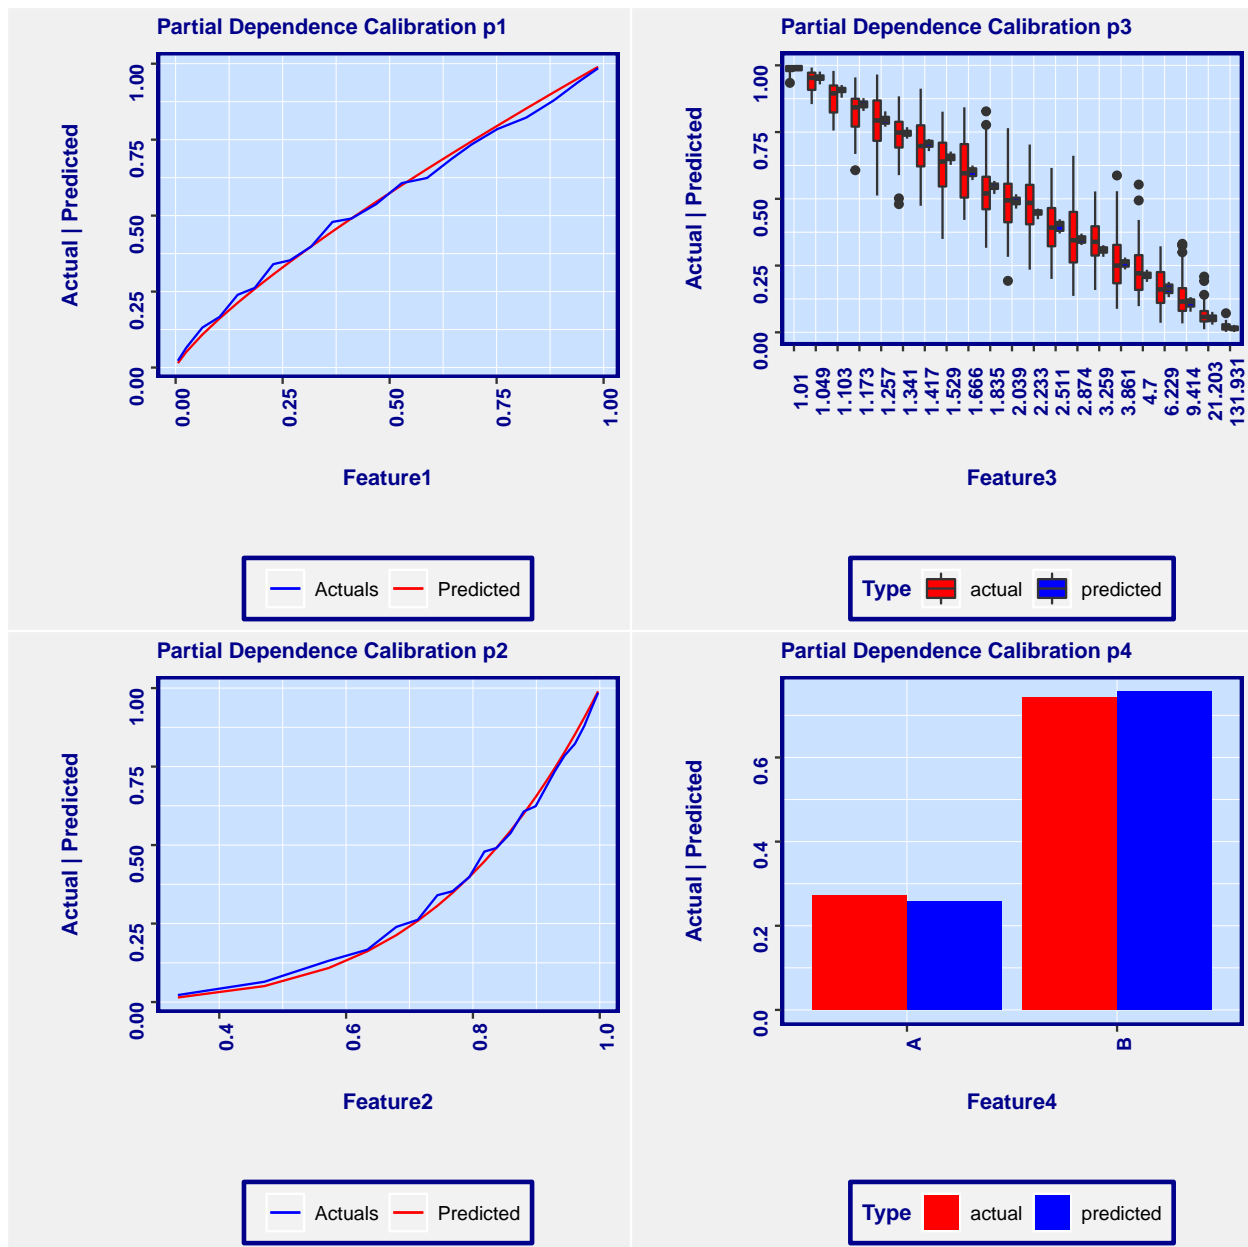 Partial Dependence Calibration p1
Actual | Predicted
1.00
0.75
0.50
0.25
0.00
0.00
0.25
0.50
0.75
1.00
Feature1
Actuals
Predicted
Partial Dependence Calibration p3
Actual | Predicted
1.00
0.75
0.50
0.25
0.00
1.01
1.049
1.103
1.173
1.257
1.341
1.417
1.529
1.666
1.835
2.039
2.233
2.511
2.874
3.259
3.861
4.7
6.229
9.414
21.203
131.931
Feature3
Type
actual
predicted
Partial Dependence Calibration p2
Actual | Predicted
1.00
0.75
0.50
0.25
0.00
0.4
0.6
0.8
1.0
Feature2
Actuals
Predicted
Partial Dependence Calibration p4
Actual | Predicted
0.6
0.4
0.2
0.0
A
B
Feature4
Type
actual
predicted